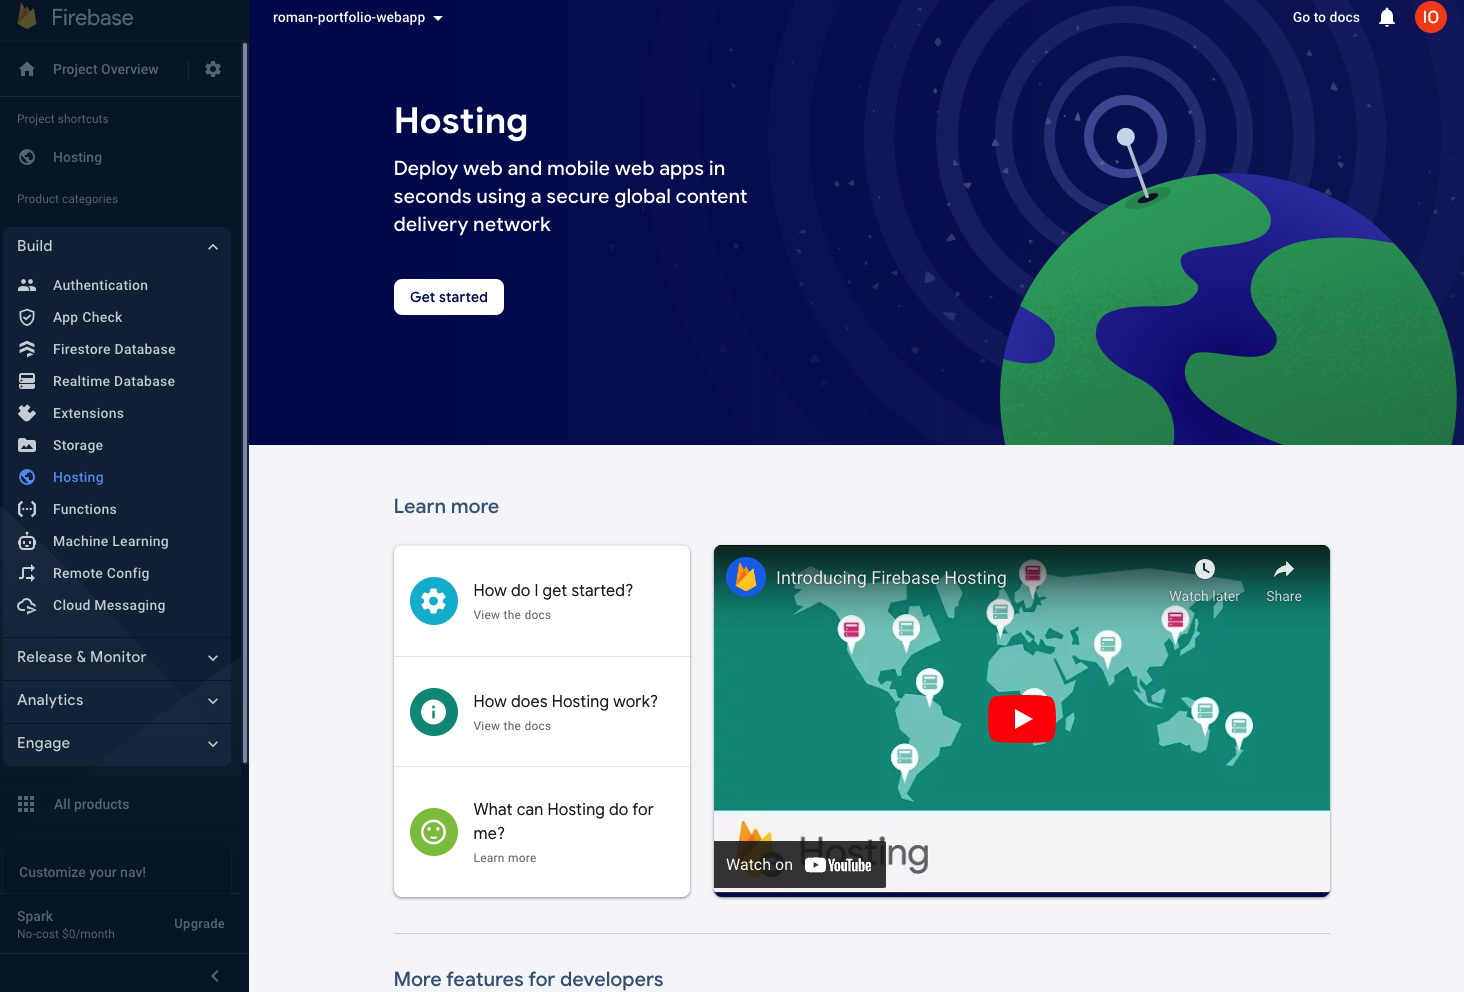 Firebase
roman-portfolio-webapp
Go to docs
IO
Project Overview
Project shortcuts
Hosting
Product categories
Build
Authentication
App Check
Firestore Database
Realtime Database
Extensions
Storage
Hosting
Functions
Machine Learning
Remote Config
Cloud Messaging
Release & Monitor
Analytics
Engage
All products
Customize your nav!
Spark
No-cost $0/month
Upgrade
Hosting
Deploy web and mobile web apps in
seconds using a secure global content
delivery network
Get started
Learn more
How do I get started?
View the docs
How does Hosting work?
View the docs
What can Hosting do for
me?
Learn more
Introducing Firebase Hosting
Watch later
Share
Hosting
Watch on YouTube
More features for developers